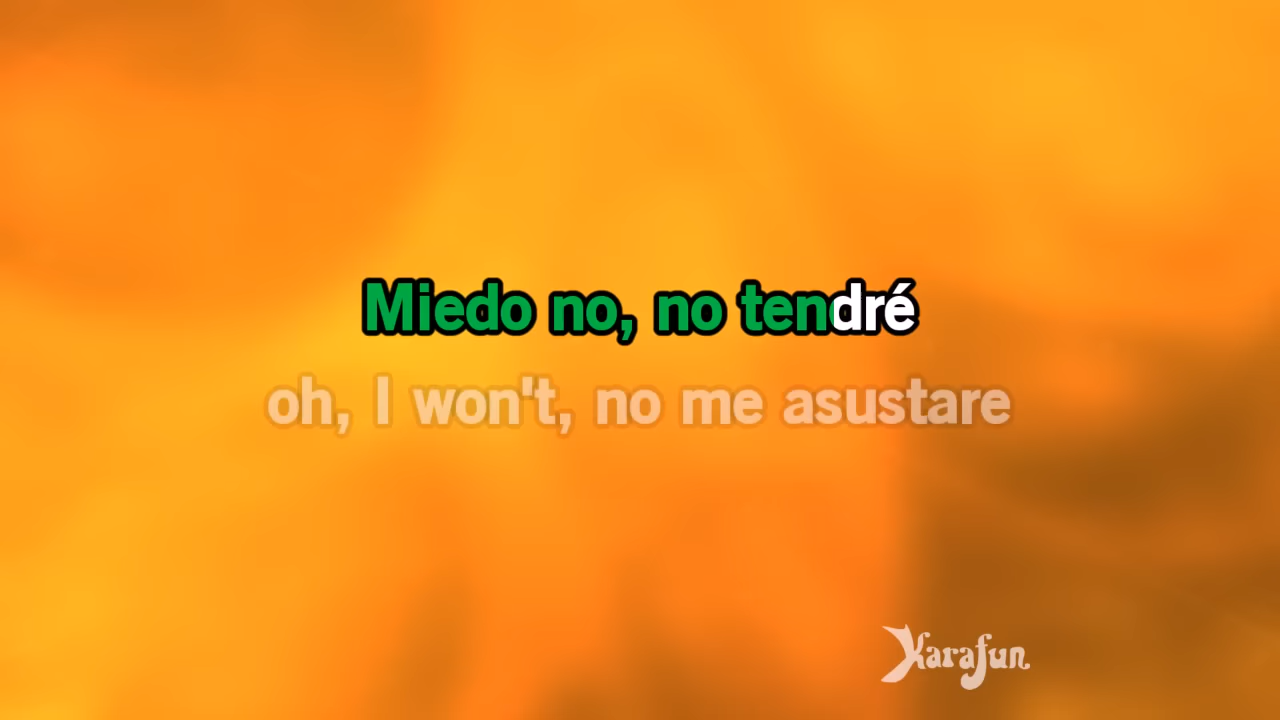 Miedo no, no tendré
oh, I won't, no me asustare
Karafun